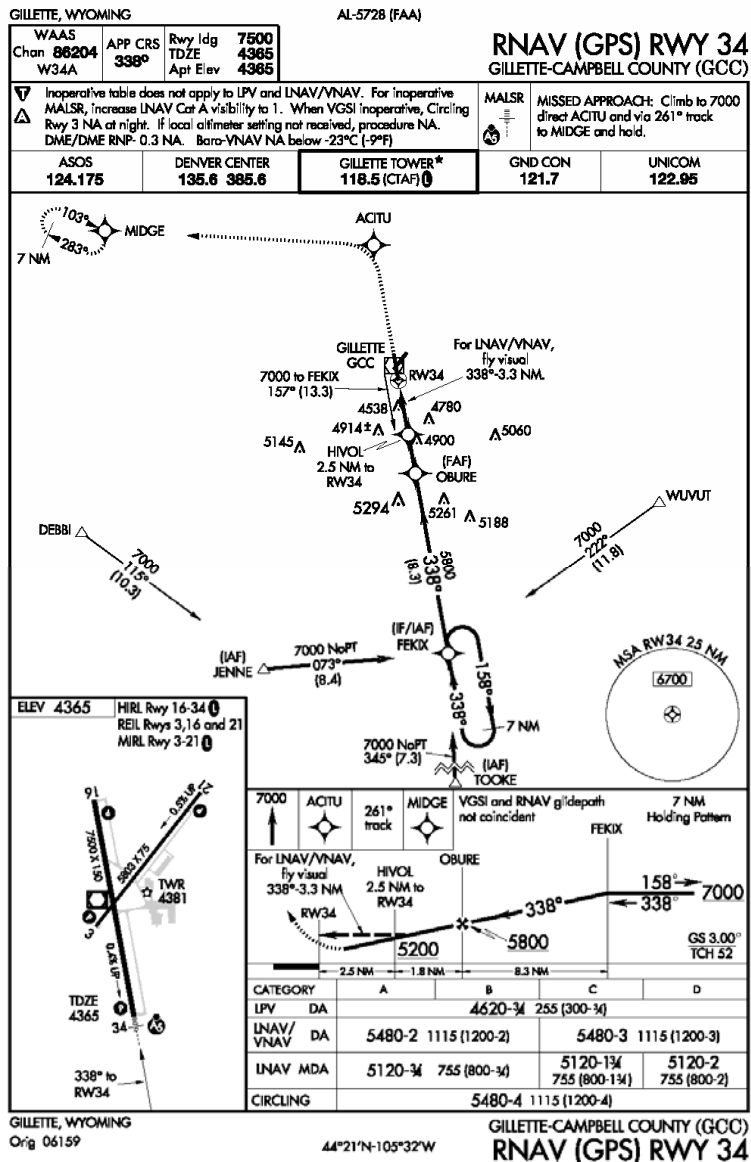 GILLETTE, WYOMING
AL-5728 (FAA)
WAAS
Chan 86204
W34A
APP CRS
338°
Rwy ldg 7500
TDZE 4365
Apt Elev 4365
RNAV (GPS) RWY 34
GILLETTE-CAMPBELL COUNTY (GCC)
T
A
Inoperative table does not apply to LPV and LNAV/VNAV. For inoperative
MALSR, increase LNAV Cat A visibility to 1. When VGSI inoperative, Circling
Rwy 3 NA at night. If local altimeter setting not received, procedure NA.
DME/DME RNP- 0.3 NA. Baro-VNAV NA below -23°C (-9°F)
MALSR
A5
MISSED APPROACH: Climb to 7000
direct ACITU and via 261° track
to MIDGE and hold.
ASOS
124.175
DENVER CENTER
135.6 385.6
GILLETTE TOWER*
118.5 (CTAF) L
GND CON
121.7
UNICOM
122.95
103°
283°
7 NM
MIDGE
ACITU
GILLETTE
GCC
RW34
For LNAV/VNAV,
fly visual
338°-3.3 NM.
7000 to FEKIX
157° (13.3)
4538
4780
4914±
4900
5060
5145
HIVOL
2.5 NM to
RW34
(FAF)
OBURE
5294
5261
5188
WUVUT
DEBBI
7000
115°
(10.3)
7000
222°
(11.8)
5800
338°
(8.3)
(IF/IAF)
FEKIX
(IAF)
JENNE
7000 NoPT
073°
(8.4)
158°
338°
7 NM
7000 NoPT
345° (7.3)
(IAF)
TOOKE
MSA RW34 25 NM
6700
ELEV 4365
HIRL Rwy 16-34 L
REIL Rwys 3,16 and 21
MIRL Rwy 3-21 L
16
21
0.5% UP
7500 X 150
5803 X 75
TWR
4381
3
0.4% UP
TDZE
4365
34
A5
338° to
RW34
7000
ACITU
261°
track
MIDGE
VGSI and RNAV glidepath
not coincident
7 NM
Holding Pattern
FEKIX
For LNAV/VNAV,
fly visual
338°-3.3 NM
HIVOL
2.5 NM to
RW34
OBURE
RW34
158°
338°
7000
338°
5200
5800
GS 3.00°
TCH 52
2.5 NM
1.8 NM
8.3 NM
CATEGORY A B C D
LPV DA 4620-¾ 255 (300-¾)
LNAV/
VNAV DA 5480-2 1115 (1200-2) 5480-3 1115 (1200-3)
LNAV MDA 5120-¾ 755 (800-¾) 5120-1¾ 755 (800-1¾) 5120-2 755 (800-2)
CIRCLING 5480-4 1115 (1200-4)
GILLETTE, WYOMING
Orig 06159
44°21'N-105°32'W
GILLETTE-CAMPBELL COUNTY (GCC)
RNAV (GPS) RWY 34